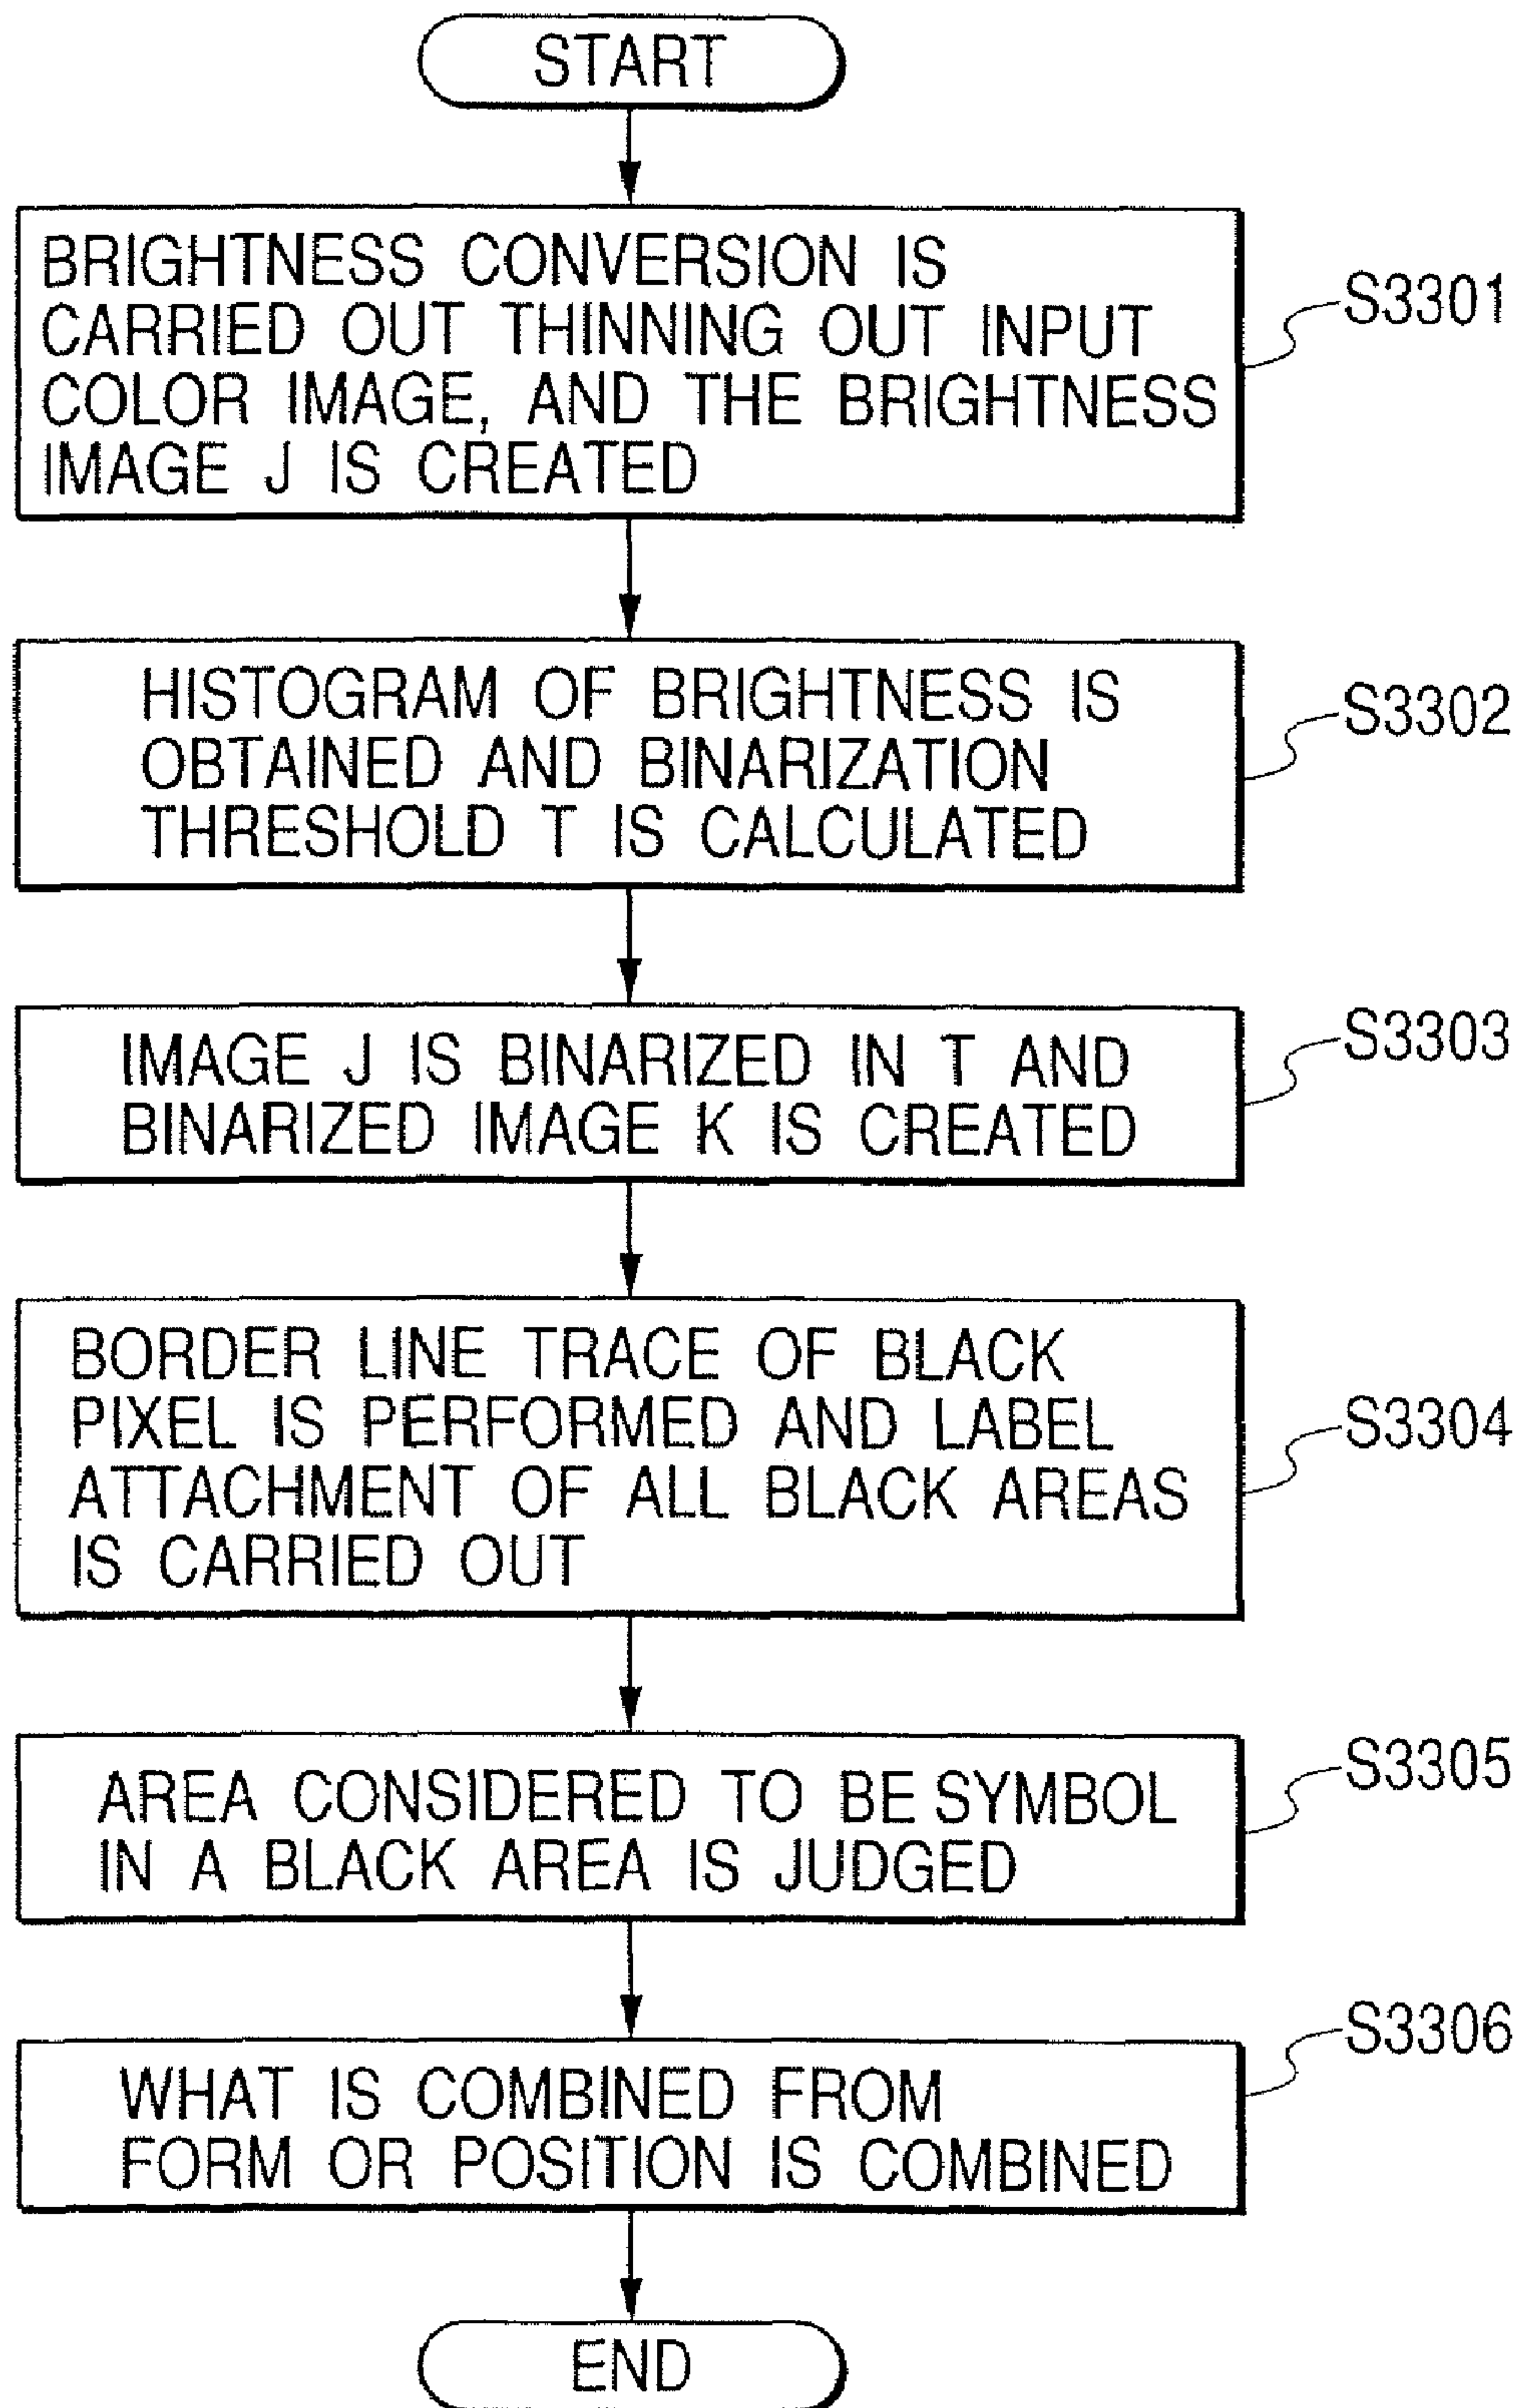 START
BRIGHTNESS CONVERSION IS
CARRIED OUT THINNING OUT INPUT
COLOR IMAGE, AND THE BRIGHTNESS
IMAGE J IS CREATED
S3301
HISTOGRAM OF BRIGHTNESS IS
OBTAINED AND BINARIZATION
THRESHOLD T IS CALCULATED
S3302
IMAGE J IS BINARIZED IN T AND
BINARIZED IMAGE K IS CREATED
S3303
BORDER LINE TRACE OF BLACK
PIXEL IS PERFORMED AND LABEL
ATTACHMENT OF ALL BLACK AREAS
IS CARRIED OUT
S3304
AREA CONSIDERED TO BE SYMBOL
IN A BLACK AREA IS JUDGED
S3305
WHAT IS COMBINED FROM
FORM OR POSITION IS COMBINED
S3306
END